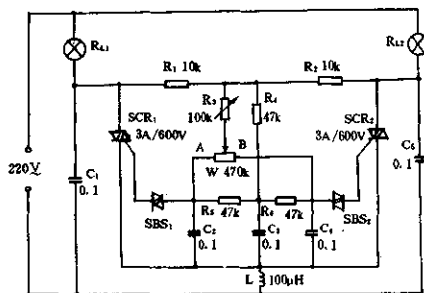 R_L1
R_L2
R₁ 10k
R₂ 10k
R₃
100k
R₄
47k
SCR₁
3A/600V
SCR₂
3A/600V
A
B
W 470k
220V
C₁
0.1
C₅
0.1
R₅
47k
R₆
47k
SBS₁
SBS₂
C₂
0.1
C₃
0.1
C₄
0.1
L
100μH